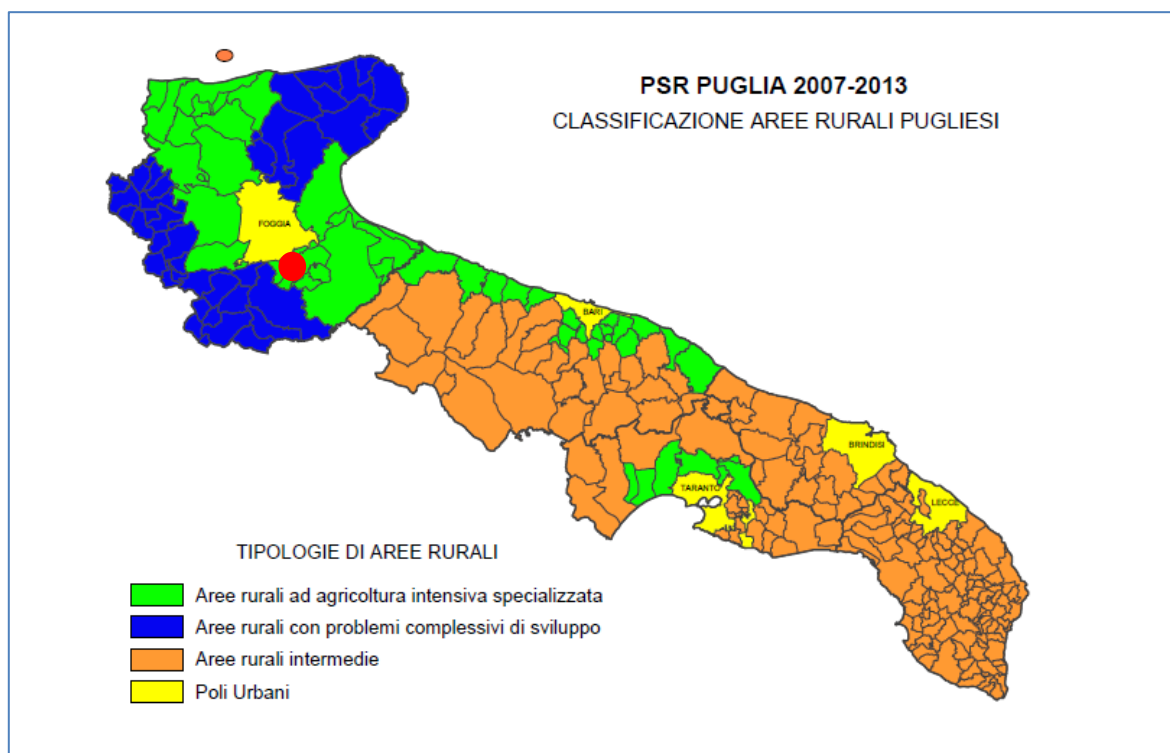 PSR PUGLIA 2007-2013
CLASSIFICAZIONE AREE RURALI PUGLIESI
FOGGIA
BARI
BRINDISI
TARANTO
LECCE
TIPOLOGIE DI AREE RURALI
Aree rurali ad agricoltura intensiva specializzata
Aree rurali con problemi complessivi di sviluppo
Aree rurali intermedie
Poli Urbani